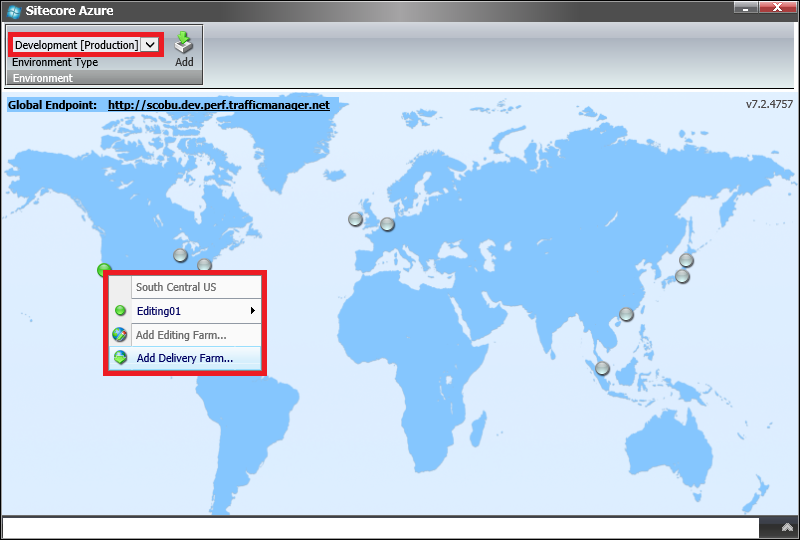 Sitecore Azure
Development [Production]
Environment Type
Add
Environment
Global Endpoint: http://scobu.dev.perf.trafficmanager.net
v7.2.4757
South Central US
Editing01
Add Editing Farm...
Add Delivery Farm...